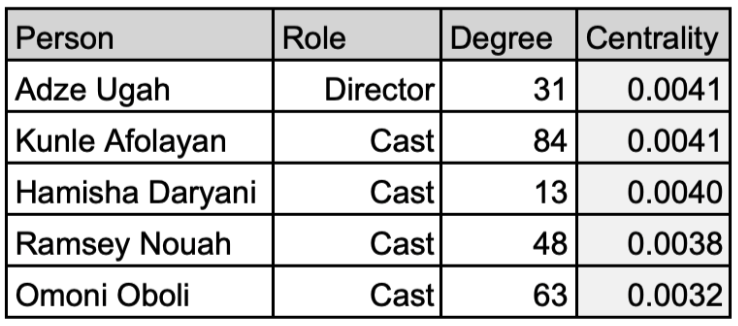 Person Role Degree Centrality
Adze Ugah Director 31 0.0041
Kunle Afolayan Cast 84 0.0041
Hamisha Daryani Cast 13 0.0040
Ramsey Nouah Cast 48 0.0038
Omoni Oboli Cast 63 0.0032